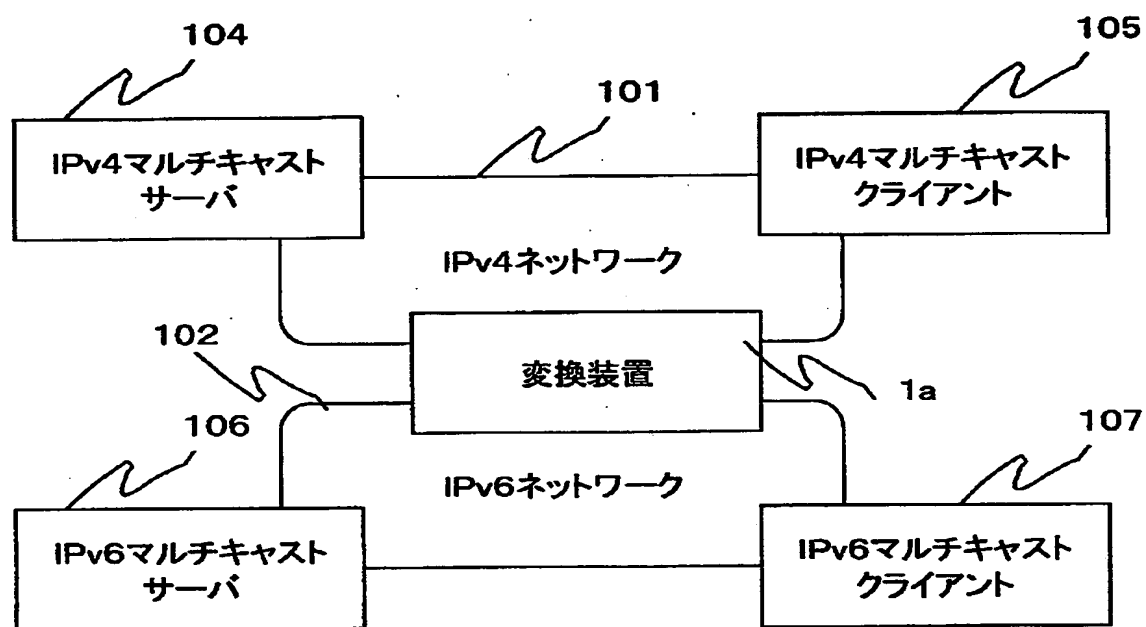 104
105
101
IPv4マルチキャスト
サーバ
IPv4マルチキャスト
クライアント
IPv4ネットワーク
102
変換装置
1a
106
107
IPv6ネットワーク
IPv6マルチキャスト
サーバ
IPv6マルチキャスト
クライアント